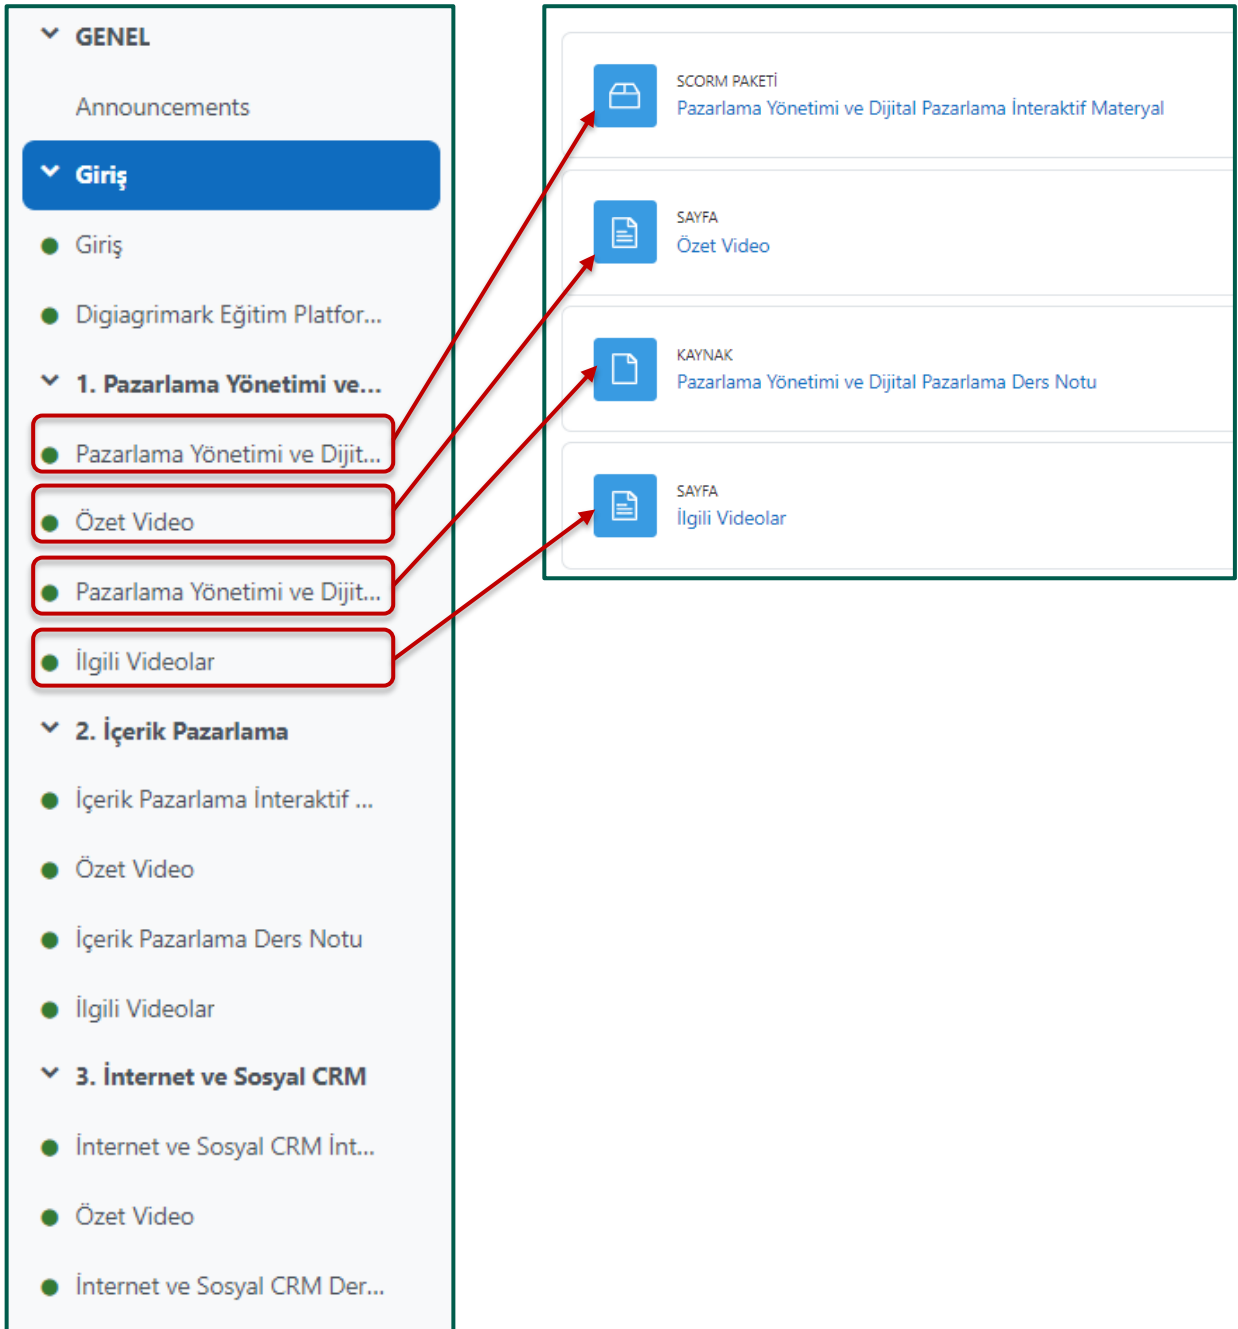 GENEL
Announcements
Giriş
Giriş
Digiagrimark Eğitim Platfor...
1. Pazarlama Yönetimi ve...
Pazarlama Yönetimi ve Dijit...
Özet Video
Pazarlama Yönetimi ve Dijit...
İlgili Videolar
2. İçerik Pazarlama
İçerik Pazarlama İnteraktif ...
Özet Video
İçerik Pazarlama Ders Notu
İlgili Videolar
3. İnternet ve Sosyal CRM
İnternet ve Sosyal CRM İnt...
Özet Video
İnternet ve Sosyal CRM Der...
SCORM PAKETİ
Pazarlama Yönetimi ve Dijital Pazarlama İnteraktif Materyal
SAYFA
Özet Video
KAYNAK
Pazarlama Yönetimi ve Dijital Pazarlama Ders Notu
SAYFA
İlgili Videolar